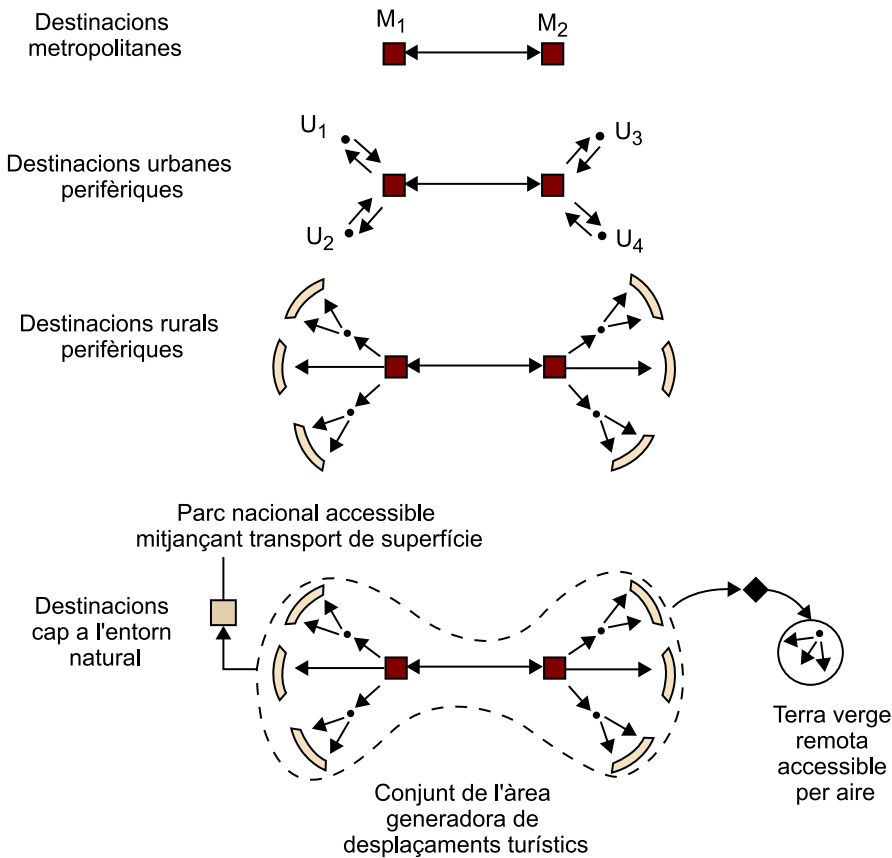 Destinacions
metropolitanes
M1
M2
U1
U3
Destinacions urbanes
perifèriques
U2
U4
Destinacions rurals
perifèriques
Parc nacional accessible
mitjançant transport de superfície
Destinacions
cap a l'entorn
natural
Terra verge
remota
accessible
per aire
Conjunt de l'àrea
generadora de
desplaçaments turístics